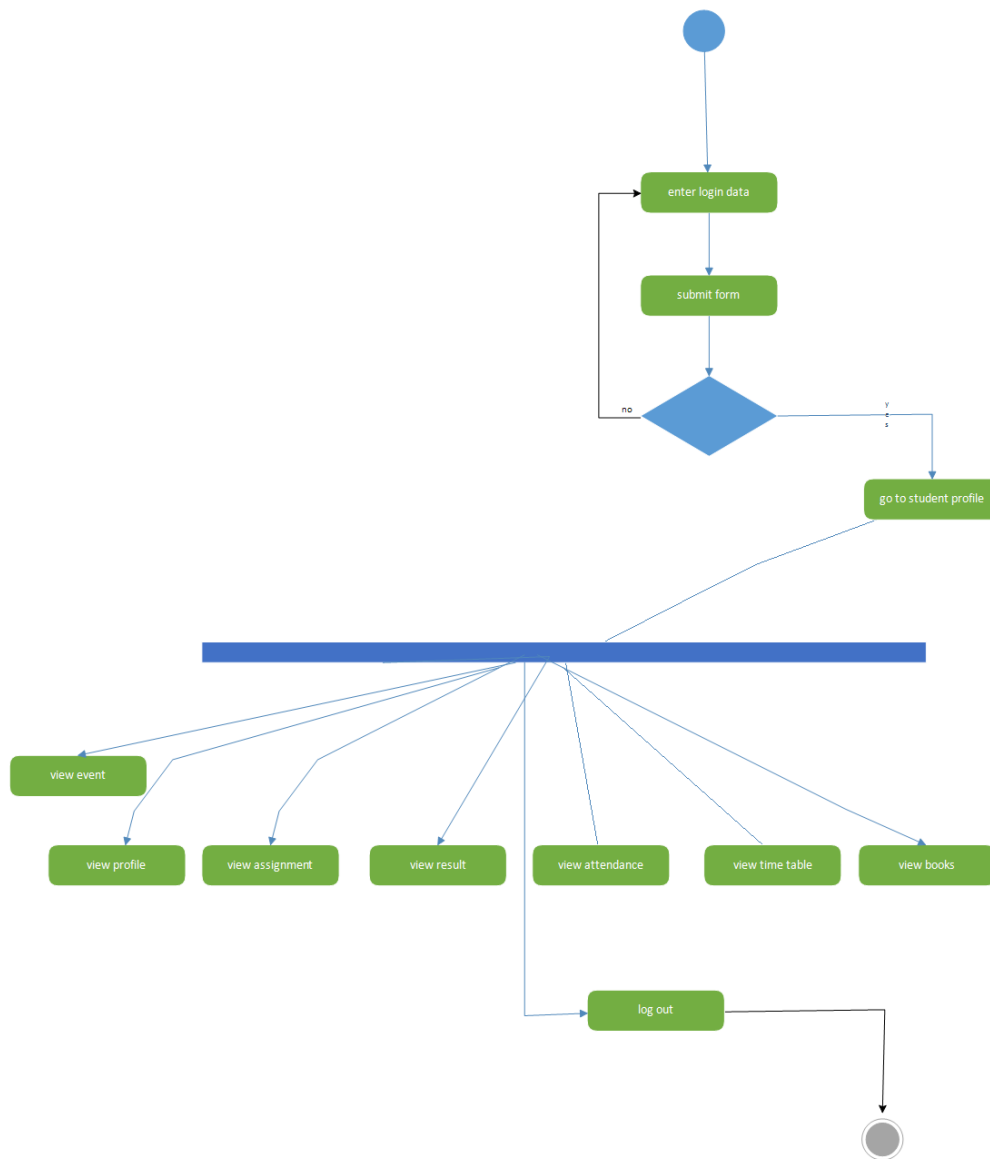 enter login data
submit form
no
yes
go to student profile
view event
view profile
view assignment
view result
view attendance
view time table
view books
log out